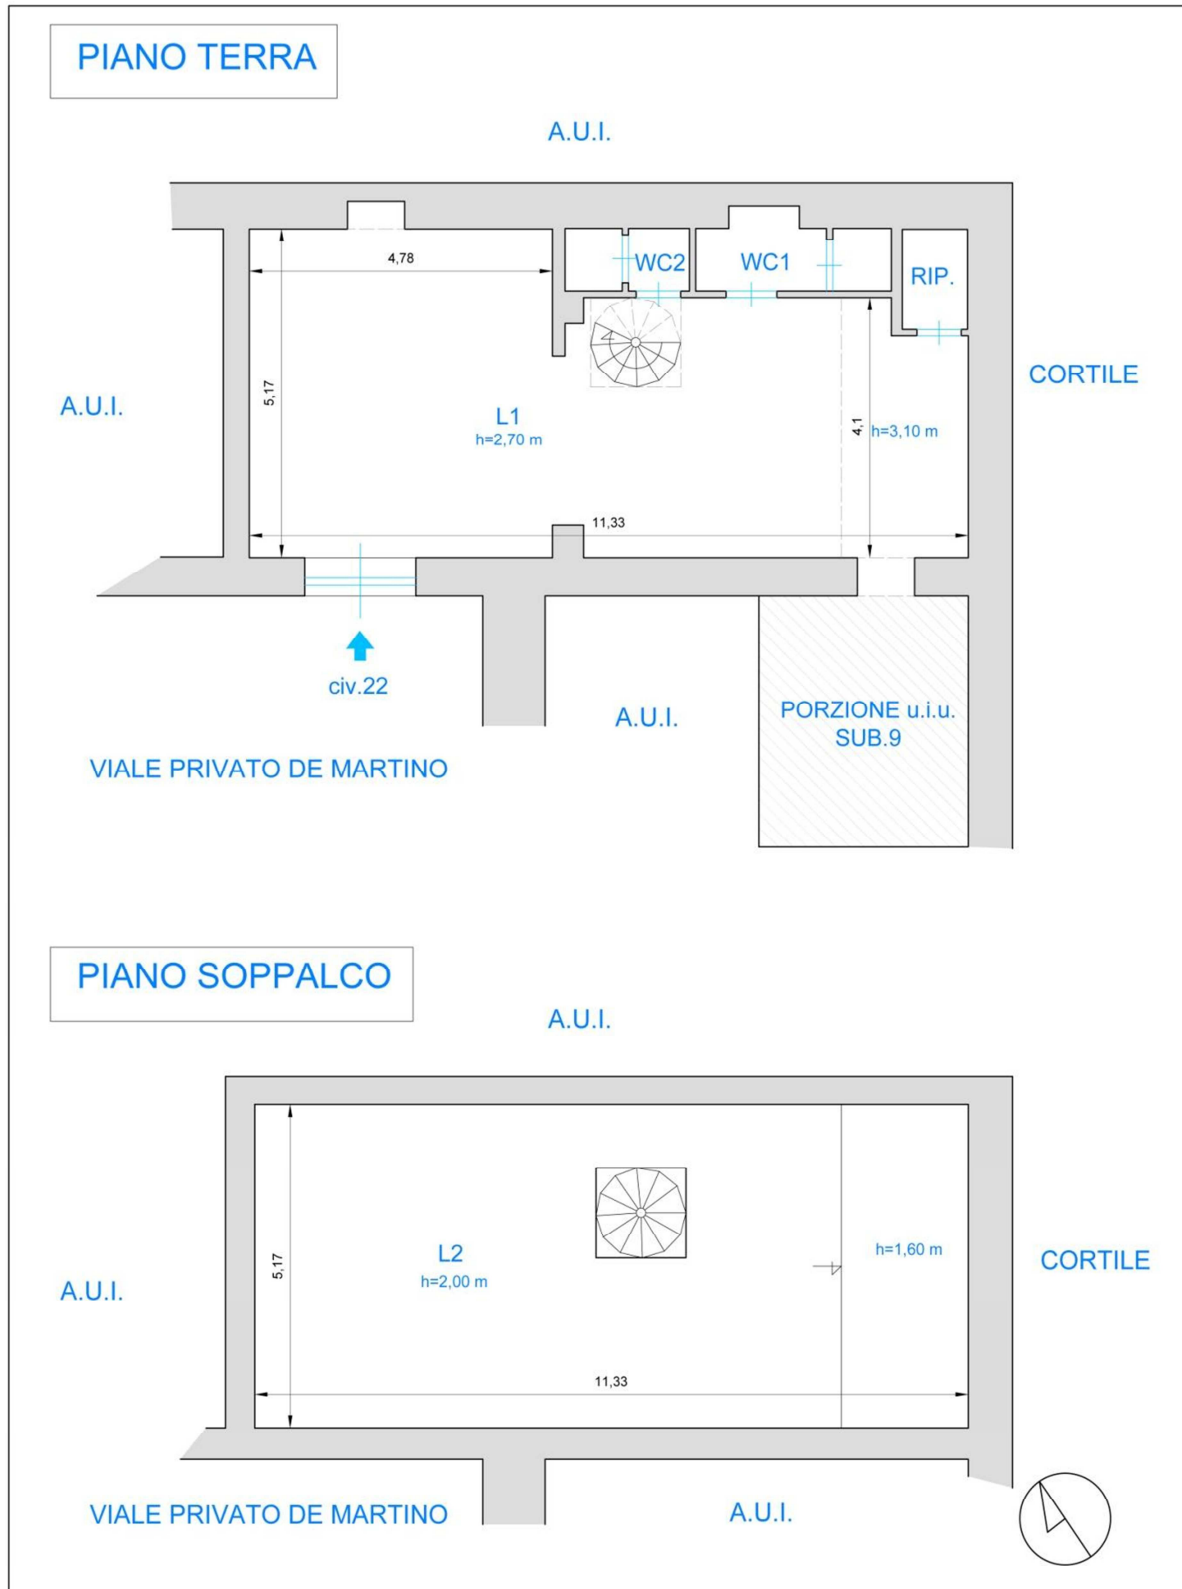 PIANO TERRA
A.U.I.
4,78
WC2
WC1
RIP.
CORTILE
A.U.I.
5,17
L1
h=2,70 m
4,1
h=3,10 m
11,33
civ.22
A.U.I.
PORZIONE u.i.u.
SUB.9
VIALE PRIVATO DE MARTINO
PIANO SOPPALCO
A.U.I.
5,17
L2
h=2,00 m
h=1,60 m
CORTILE
A.U.I.
11,33
VIALE PRIVATO DE MARTINO
A.U.I.